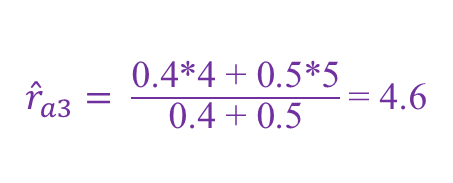 r̂ₐ₃ = (0.4*4 + 0.5*5) / (0.4 + 0.5) = 4.6